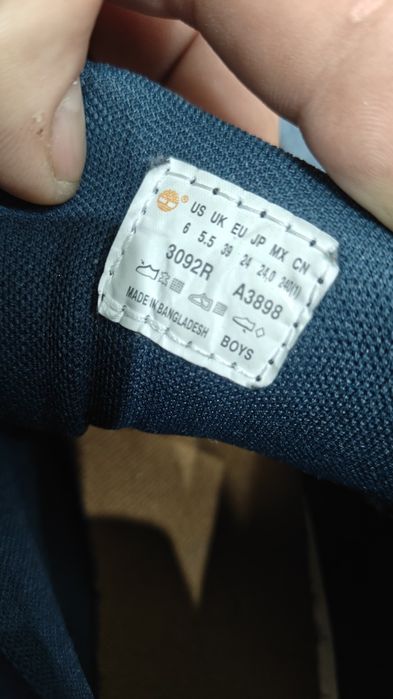 US UK EU JP MX CN
6 5.5 39 24 24.0 240(1)
3092R A3898
MADE IN BANGLADESH BOYS